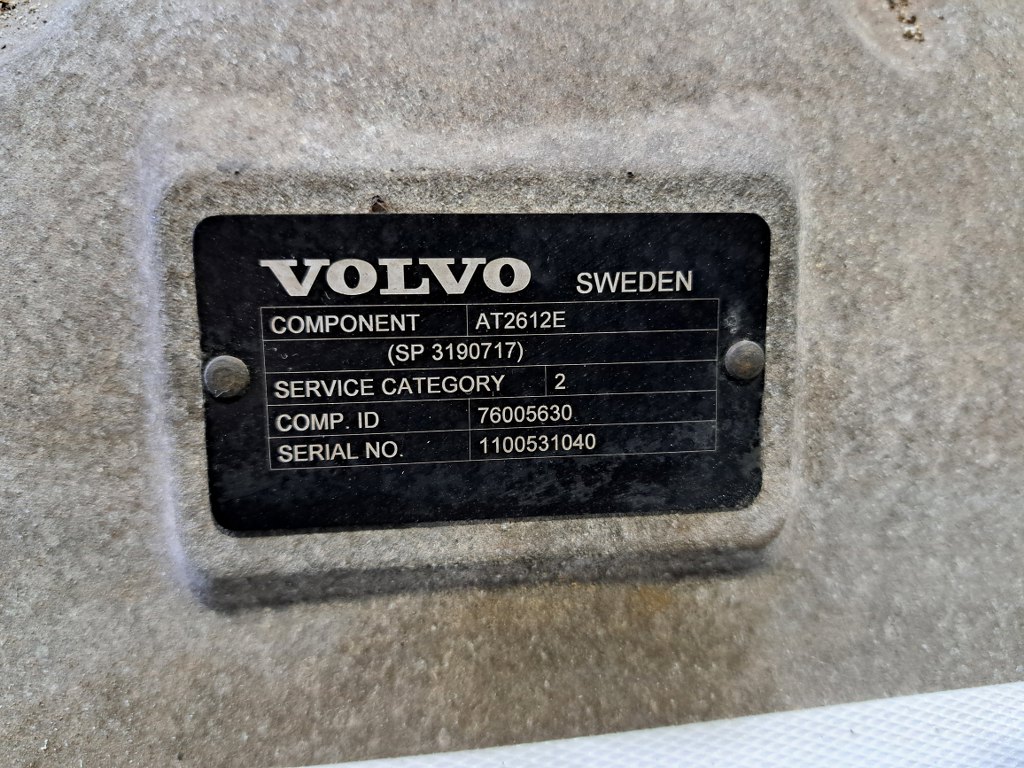 VOLVO SWEDEN
COMPONENT AT2612E
(SP 3190717)
SERVICE CATEGORY 2
COMP. ID 76005630
SERIAL NO. 1100531040